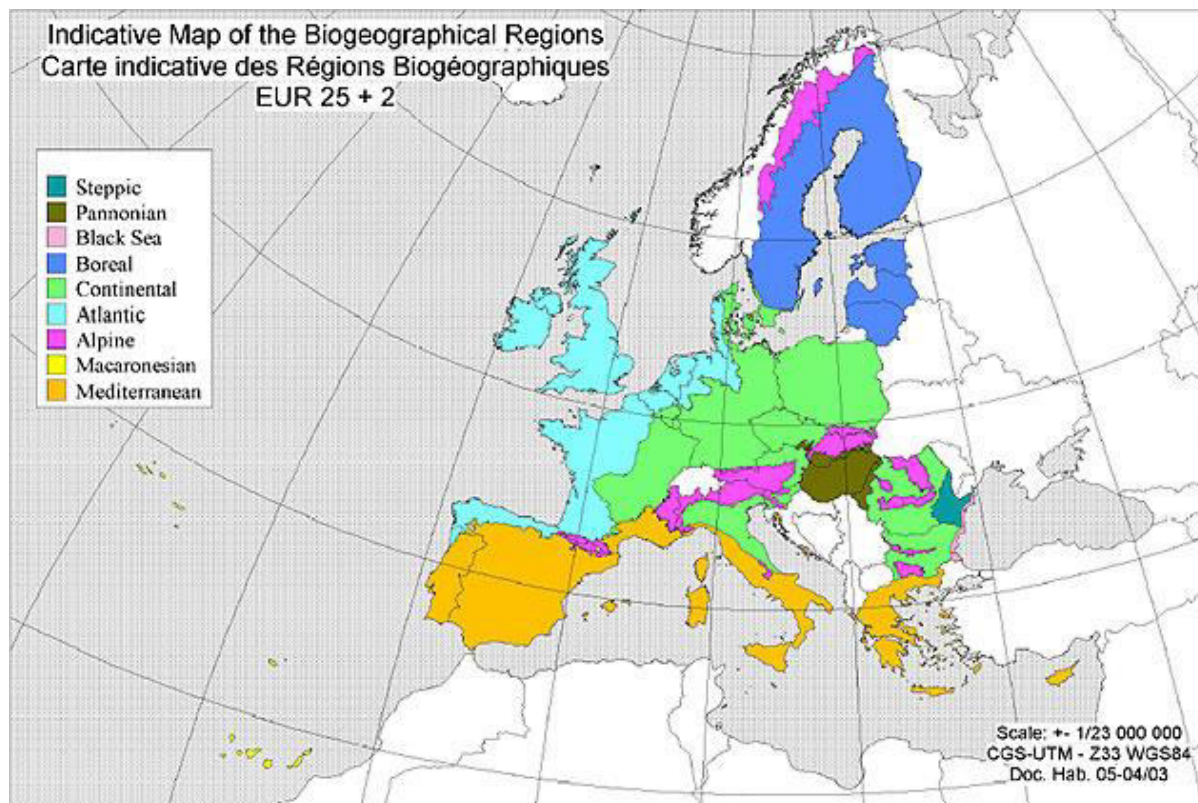 Indicative Map of the Biogeographical Regions
Carte indicative des Régions Biogéographiques
EUR 25 + 2
Steppic
Pannonian
Black Sea
Boreal
Continental
Atlantic
Alpine
Macaronesian
Mediterranean
Scale: +- 1/23 000 000
CGS-UTM - Z33 WGS84
Doc. Hab. 05-04/03